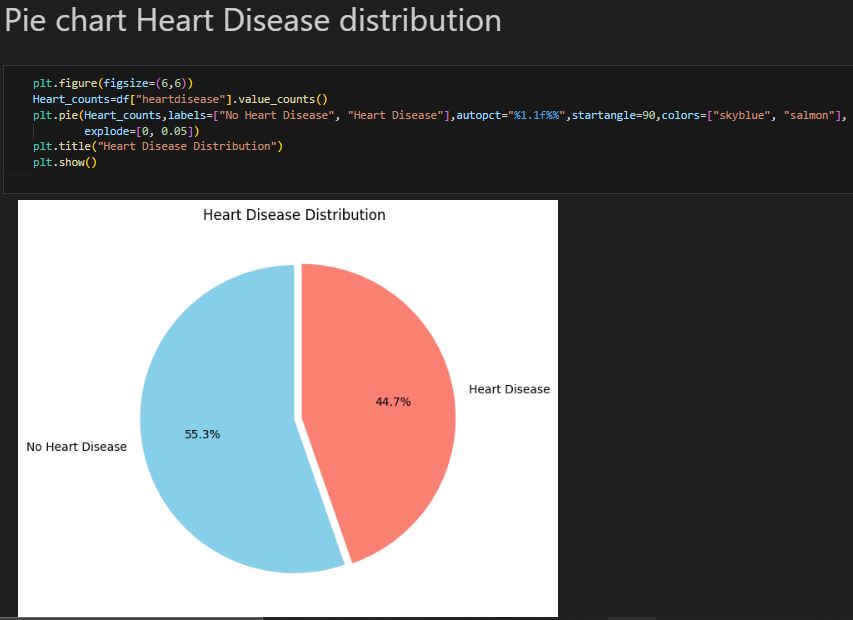 Pie chart Heart Disease distribution
plt.figure(figsize=(6,6))
Heart_counts=df["heartdisease"].value_counts()
plt.pie(Heart_counts,labels=["No Heart Disease", "Heart Disease"],autopct="%1.1f%%",startangle=90,colors=["skyblue", "salmon"],
explode=[0, 0.05])
plt.title("Heart Disease Distribution")
plt.show()
Heart Disease Distribution
Heart Disease
44.7%
55.3%
No Heart Disease